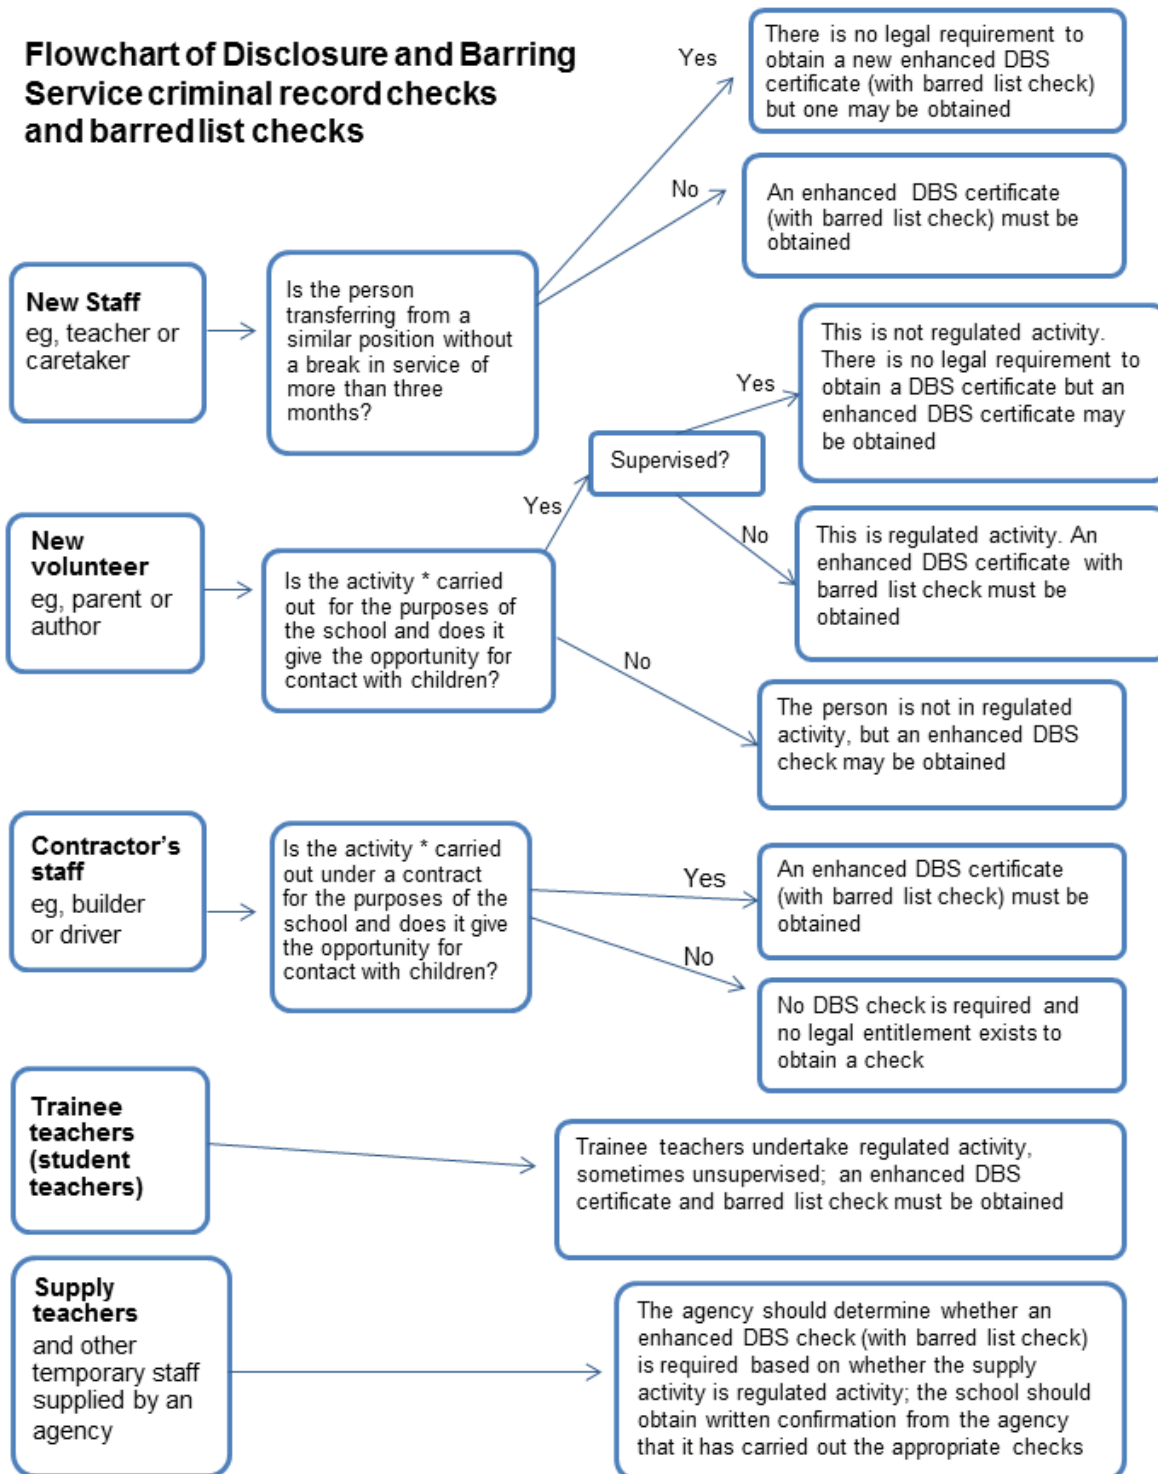 Flowchart of Disclosure and Barring
Service criminal record checks
and barred list checks
Yes
There is no legal requirement to
obtain a new enhanced DBS
certificate (with barred list check)
but one may be obtained
No
An enhanced DBS certificate
(with barred list check) must be
obtained
New Staff
eg, teacher or
caretaker
Is the person
transferring from a
similar position without
a break in service of
more than three
months?
New
volunteer
eg, parent or
author
Is the activity * carried
out for the purposes of
the school and does it
give the opportunity for
contact with children?
Yes
Supervised?
Yes
This is not regulated activity.
There is no legal requirement to
obtain a DBS certificate but an
enhanced DBS certificate may
be obtained
No
This is regulated activity. An
enhanced DBS certificate with
barred list check must be
obtained
No
The person is not in regulated
activity, but an enhanced DBS
check may be obtained
Contractor's
staff
eg, builder
or driver
Is the activity * carried
out under a contract
for the purposes of the
school and does it give
the opportunity for
contact with children?
Yes
An enhanced DBS certificate
(with barred list check) must be
obtained
No
No DBS check is required and
no legal entitlement exists to
obtain a check
Trainee
teachers
(student
teachers)
Trainee teachers undertake regulated activity,
sometimes unsupervised; an enhanced DBS
certificate and barred list check must be obtained
Supply
teachers
and other
temporary staff
supplied by an
agency
The agency should determine whether an
enhanced DBS check (with barred list check)
is required based on whether the supply
activity is regulated activity; the school should
obtain written confirmation from the agency
that it has carried out the appropriate checks